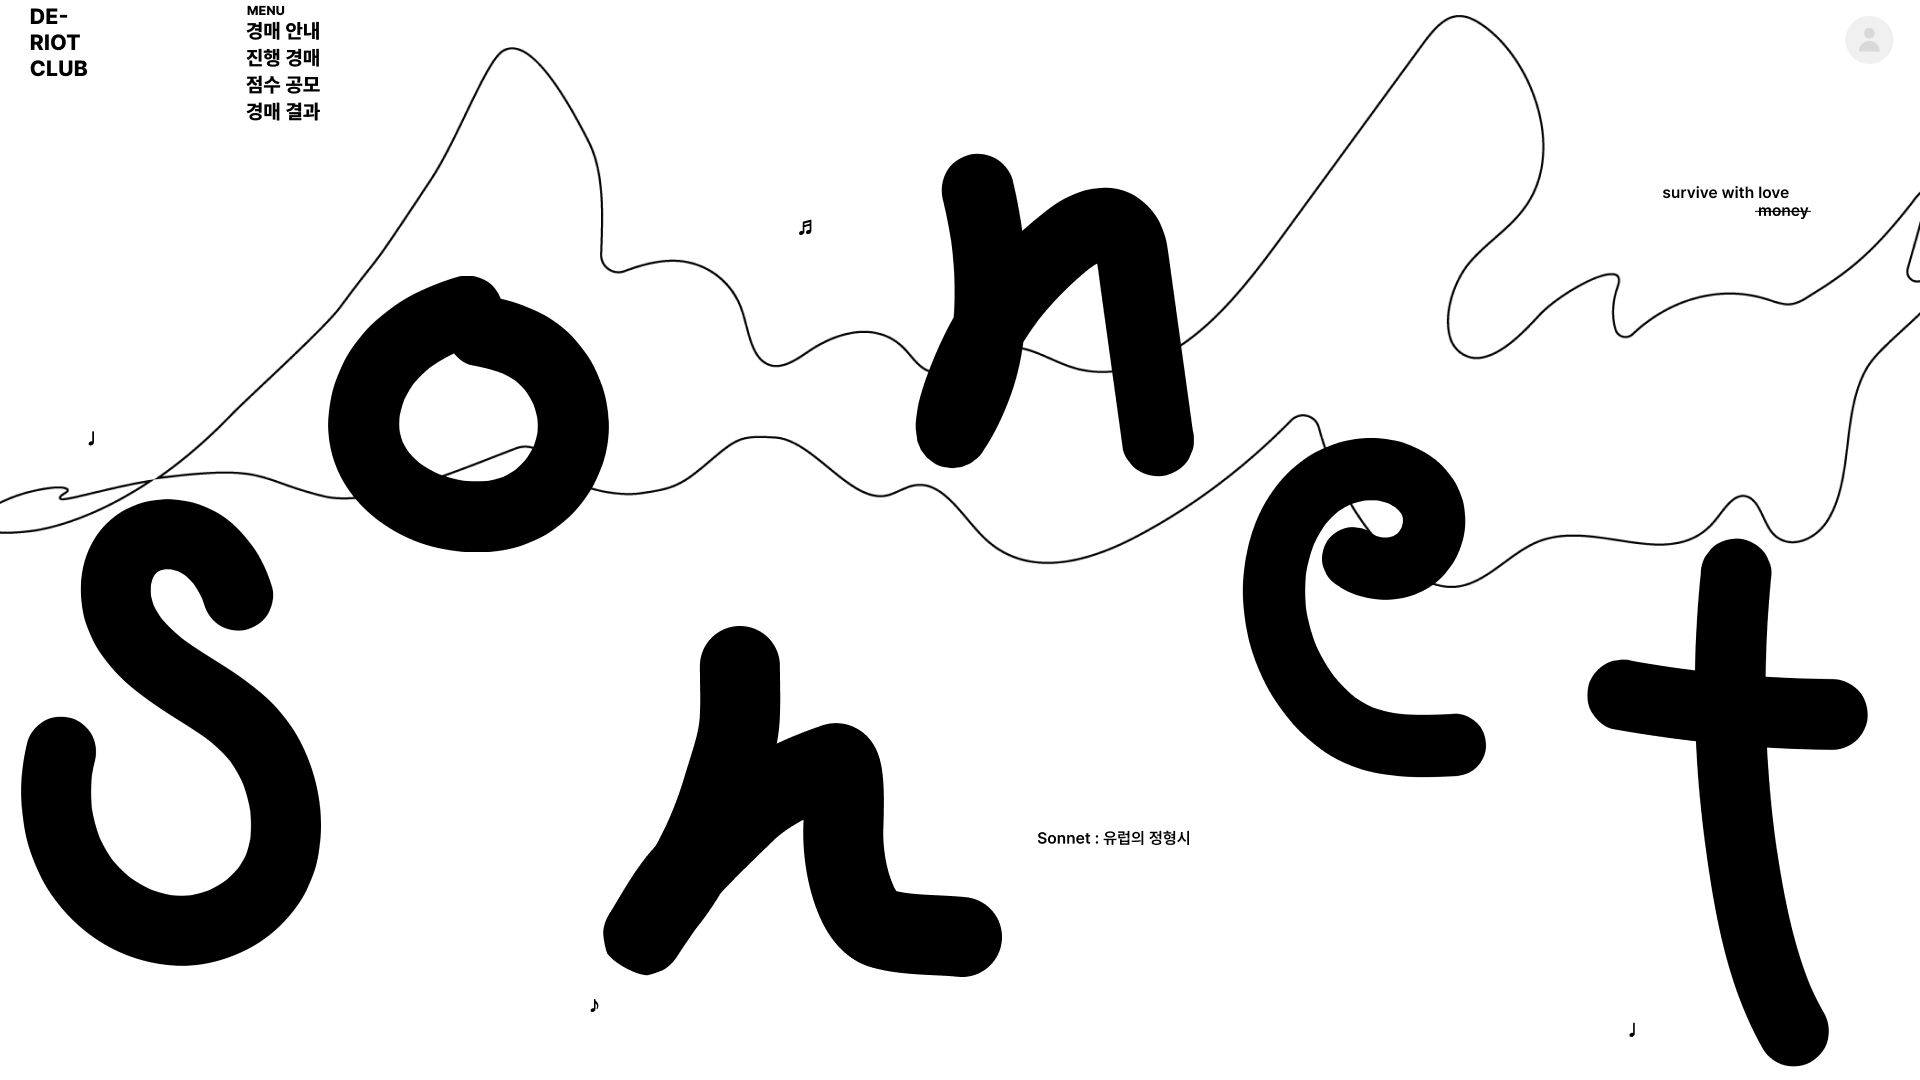 DE-
RIOT
CLUB
MENU
경매 안내
진행 경매
점수 공모
경매 결과
survive with love
money
Sonnet
Sonnet : 유럽의 정형시